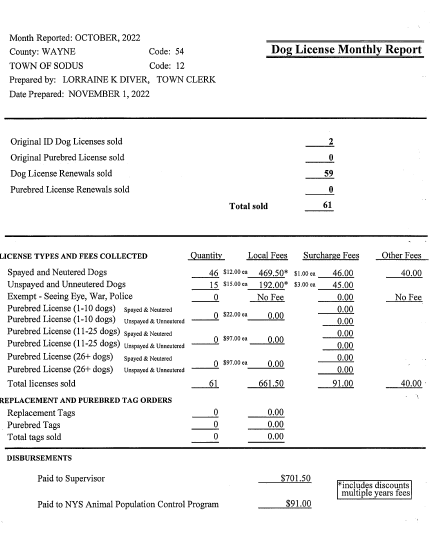 Month Reported: OCTOBER, 2022
County: WAYNE Code: 54 Dog License Monthly Report
TOWN OF SODUS Code: 12
Prepared by: LORRAINE K DIVER, TOWN CLERK
Date Prepared: NOVEMBER 1, 2022
Original ID Dog Licenses sold 2
Original Purebred License sold 0
Dog License Renewals sold 59
Purebred License Renewals sold 0
Total sold 61
LICENSE TYPES AND FEES COLLECTED Quantity Local Fees Surcharge Fees Other Fees
Spayed and Neutered Dogs 46 $12.00 ea 469.50* $1.00 ea 46.00 40.00
Unspayed and Unneutered Dogs 15 $15.00 ea 192.00* $3.00 ea 45.00
Exempt - Seeing Eye, War, Police 0 No Fee 0.00 No Fee
Purebred License (1-10 dogs) Spayed & Neutered 0.00
Purebred License (1-10 dogs) Unspayed & Unneutered 0 $22.00 ea 0.00 0.00
Purebred License (11-25 dogs) Spayed & Neutered 0.00
Purebred License (11-25 dogs) Unspayed & Unneutered 0 $97.00 ea 0.00 0.00
Purebred License (26+ dogs) Spayed & Neutered 0.00
Purebred License (26+ dogs) Unspayed & Unneutered 0 $97.00 ea 0.00 0.00
Total licenses sold 61 661.50 91.00 40.00
REPLACEMENT AND PUREBRED TAG ORDERS
Replacement Tags 0 0.00
Purebred Tags 0 0.00
Total tags sold 0 0.00
DISBURSEMENTS
Paid to Supervisor $701.50
*includes discounts
multiple years fees
Paid to NYS Animal Population Control Program $91.00